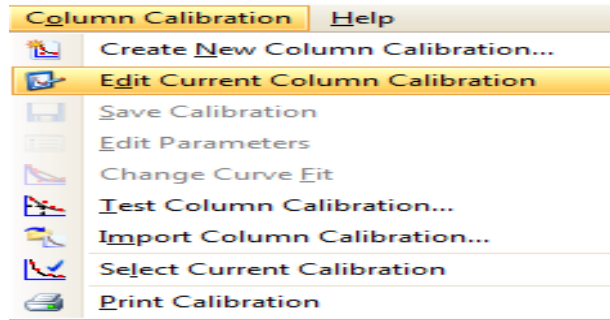 Column Calibration Help
Create New Column Calibration...
Edit Current Column Calibration
Save Calibration
Edit Parameters
Change Curve Fit
Test Column Calibration...
Import Column Calibration...
Select Current Calibration
Print Calibration